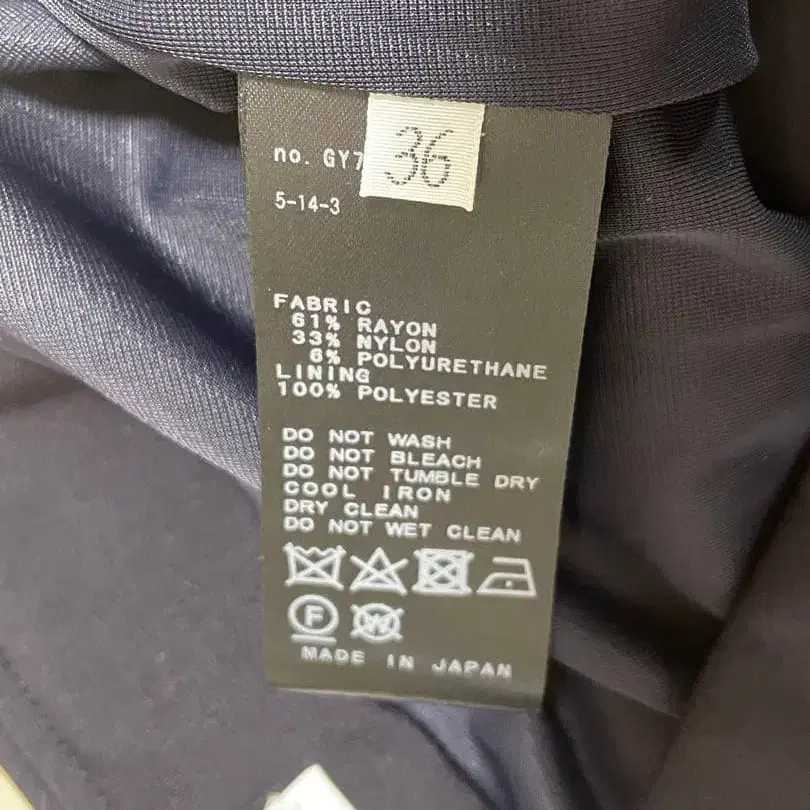 no. GY7
36
5-14-3
FABRIC
61% RAYON
33% NYLON
6% POLYURETHANE
LINING
100% POLYESTER
DO NOT WASH
DO NOT BLEACH
DO NOT TUMBLE DRY
COOL IRON
DRY CLEAN
DO NOT WET CLEAN
F W
MADE IN JAPAN